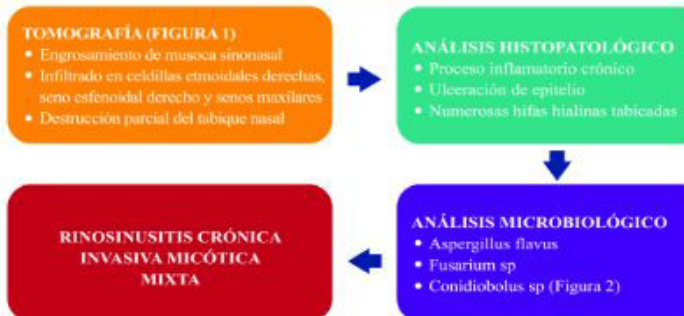 TOMOGRAFÍA (FIGURA 1)
• Engrosamiento de musoca sinonasal
• Infiltrado en celdillas etmoidales derechas,
seno esfenoidal derecho y senos maxilares
• Destrucción parcial del tabique nasal
ANÁLISIS HISTOPATOLÓGICO
• Proceso inflamatorio crónico
• Ulceración de epitelio
• Numerosas hifas hialinas tabicadas
ANÁLISIS MICROBIOLÓGICO
• Aspergillus flavus
• Fusarium sp
• Conidiobolus sp (Figura 2)
RINOSINUSITIS CRÓNICA
INVASIVA MICÓTICA
MIXTA